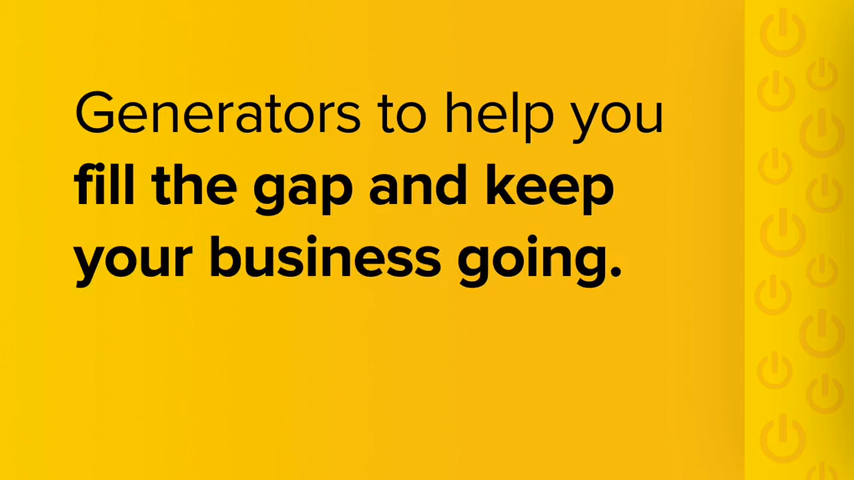 Generators to help you
fill the gap and keep
your business going.